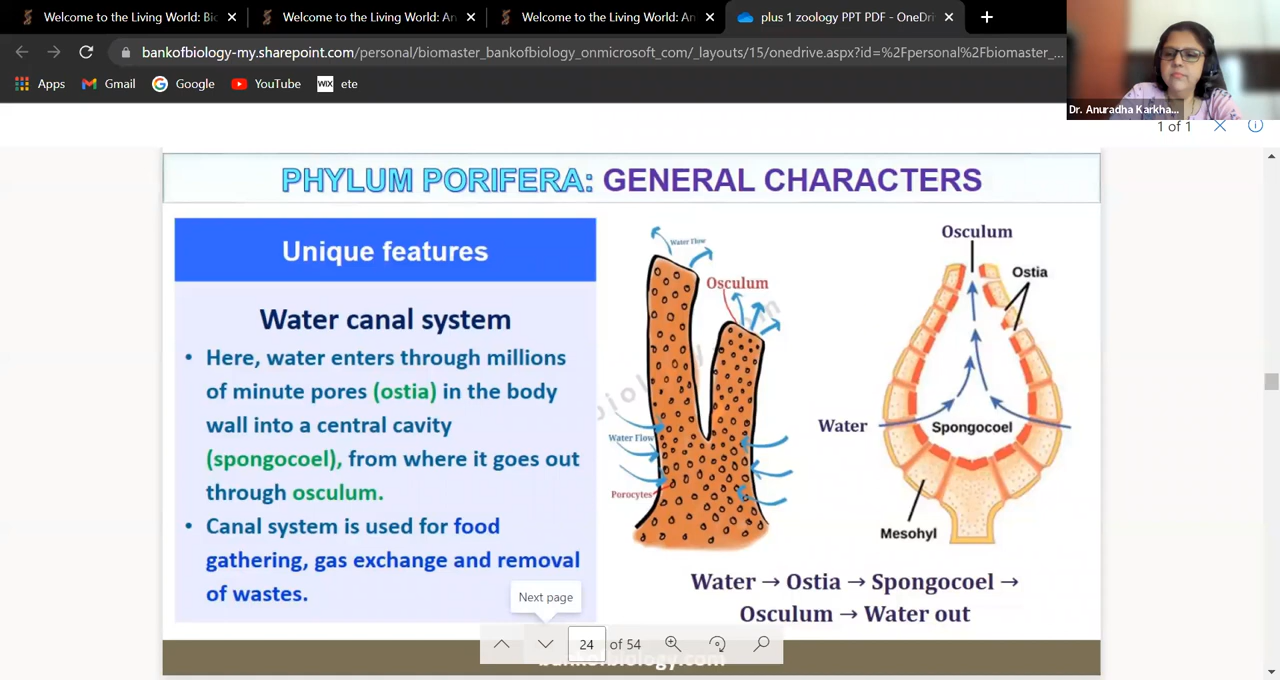 Welcome to the Living World: Bio
Welcome to the Living World: An
Welcome to the Living World: An
plus 1 zoology PPT PDF - OneDri
bankofbiology-my.sharepoint.com/personal/biomaster_bankofbiology_onmicrosoft_com/_layouts/15/onedrive.aspx?id=%2Fpersonal%2Fbiomaster_...
Apps
Gmail
Google
YouTube
WIX
ete
Dr. Anuradha Karkha...
1 of 1
PHYLUM PORIFERA: GENERAL CHARACTERS
Unique features
Water canal system
• Here, water enters through millions
of minute pores (ostia) in the body
wall into a central cavity
(spongocoel), from where it goes out
through osculum.
• Canal system is used for food
gathering, gas exchange and removal
of wastes.
Water Flow
Osculum
Water Flow
Porocytes
Osculum
Ostia
Water
Spongocoel
Mesohyl
Water → Ostia → Spongocoel →
Osculum → Water out
Next page
24 of 54
bankofbiology.com